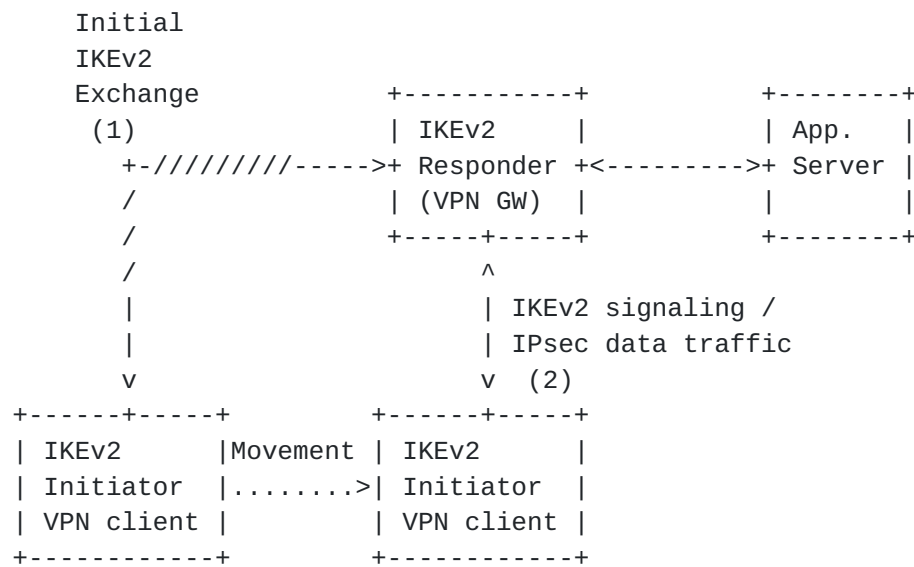 Initial
IKEv2
Exchange
(1)
IKEv2
Responder
(VPN GW)
App.
Server
IKEv2 signaling /
IPsec data traffic
(2)
IKEv2
Initiator
VPN client
Movement
IKEv2
Initiator
VPN client